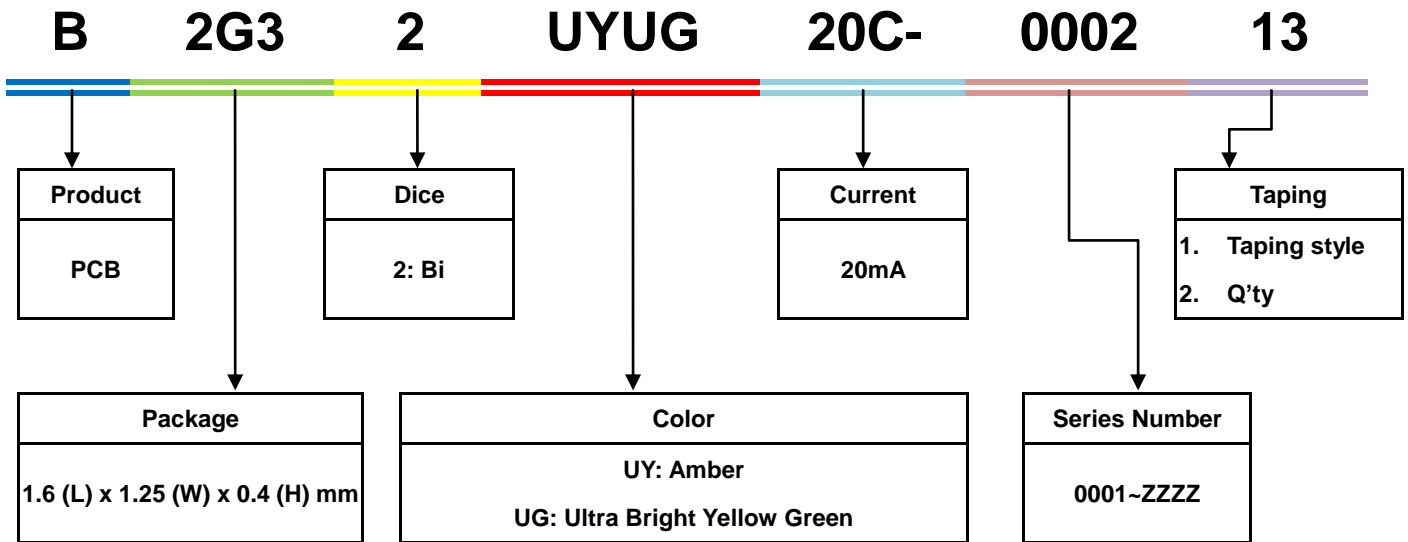 B 2G3 2 UYUG 20C- 0002 13
Product
PCB
Dice
2: Bi
Current
20mA
Taping
1. Taping style
2. Q’ty
Package
1.6 (L) x 1.25 (W) x 0.4 (H) mm
Color
UY: Amber
UG: Ultra Bright Yellow Green
Series Number
0001~ZZZZ